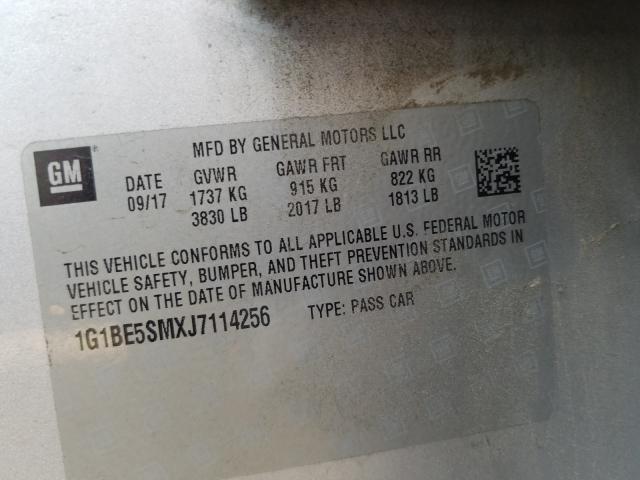 MFD BY GENERAL MOTORS LLC
GM
DATE GVWR GAWR FRT GAWR RR
09/17 1737 KG 915 KG 822 KG
3830 LB 2017 LB 1813 LB
THIS VEHICLE CONFORMS TO ALL APPLICABLE U.S. FEDERAL MOTOR
VEHICLE SAFETY, BUMPER, AND THEFT PREVENTION STANDARDS IN
EFFECT ON THE DATE OF MANUFACTURE SHOWN ABOVE.
1G1BE5SMXJ7114256 TYPE: PASS CAR